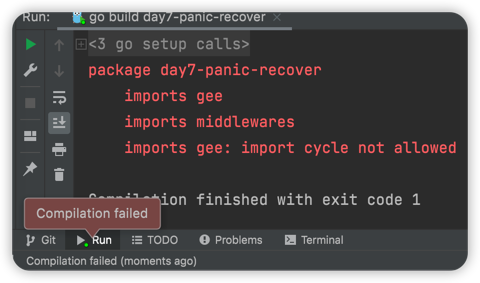 Run:
go build day7-panic-recover
<3 go setup calls>
package day7-panic-recover
imports gee
imports middlewares
imports gee: import cycle not allowed
Compilation finished with exit code 1
Compilation failed
Git
Run
TODO
Problems
Terminal
Compilation failed (moments ago)